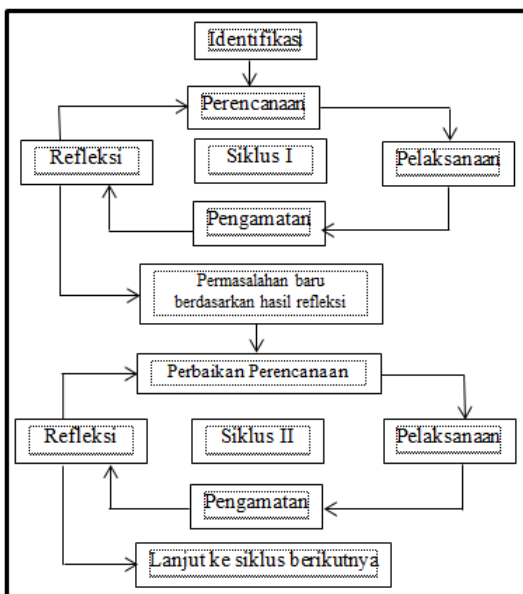 Identifikasi
Perencanaan
Refleksi
Siklus I
Pelaksanaan
Pengamatan
Permasalahan baru
berdasarkan hasil refleksi
Perbaikan Perencanaan
Refleksi
Siklus II
Pelaksanaan
Pengamatan
Lanjut ke siklus berikutnya